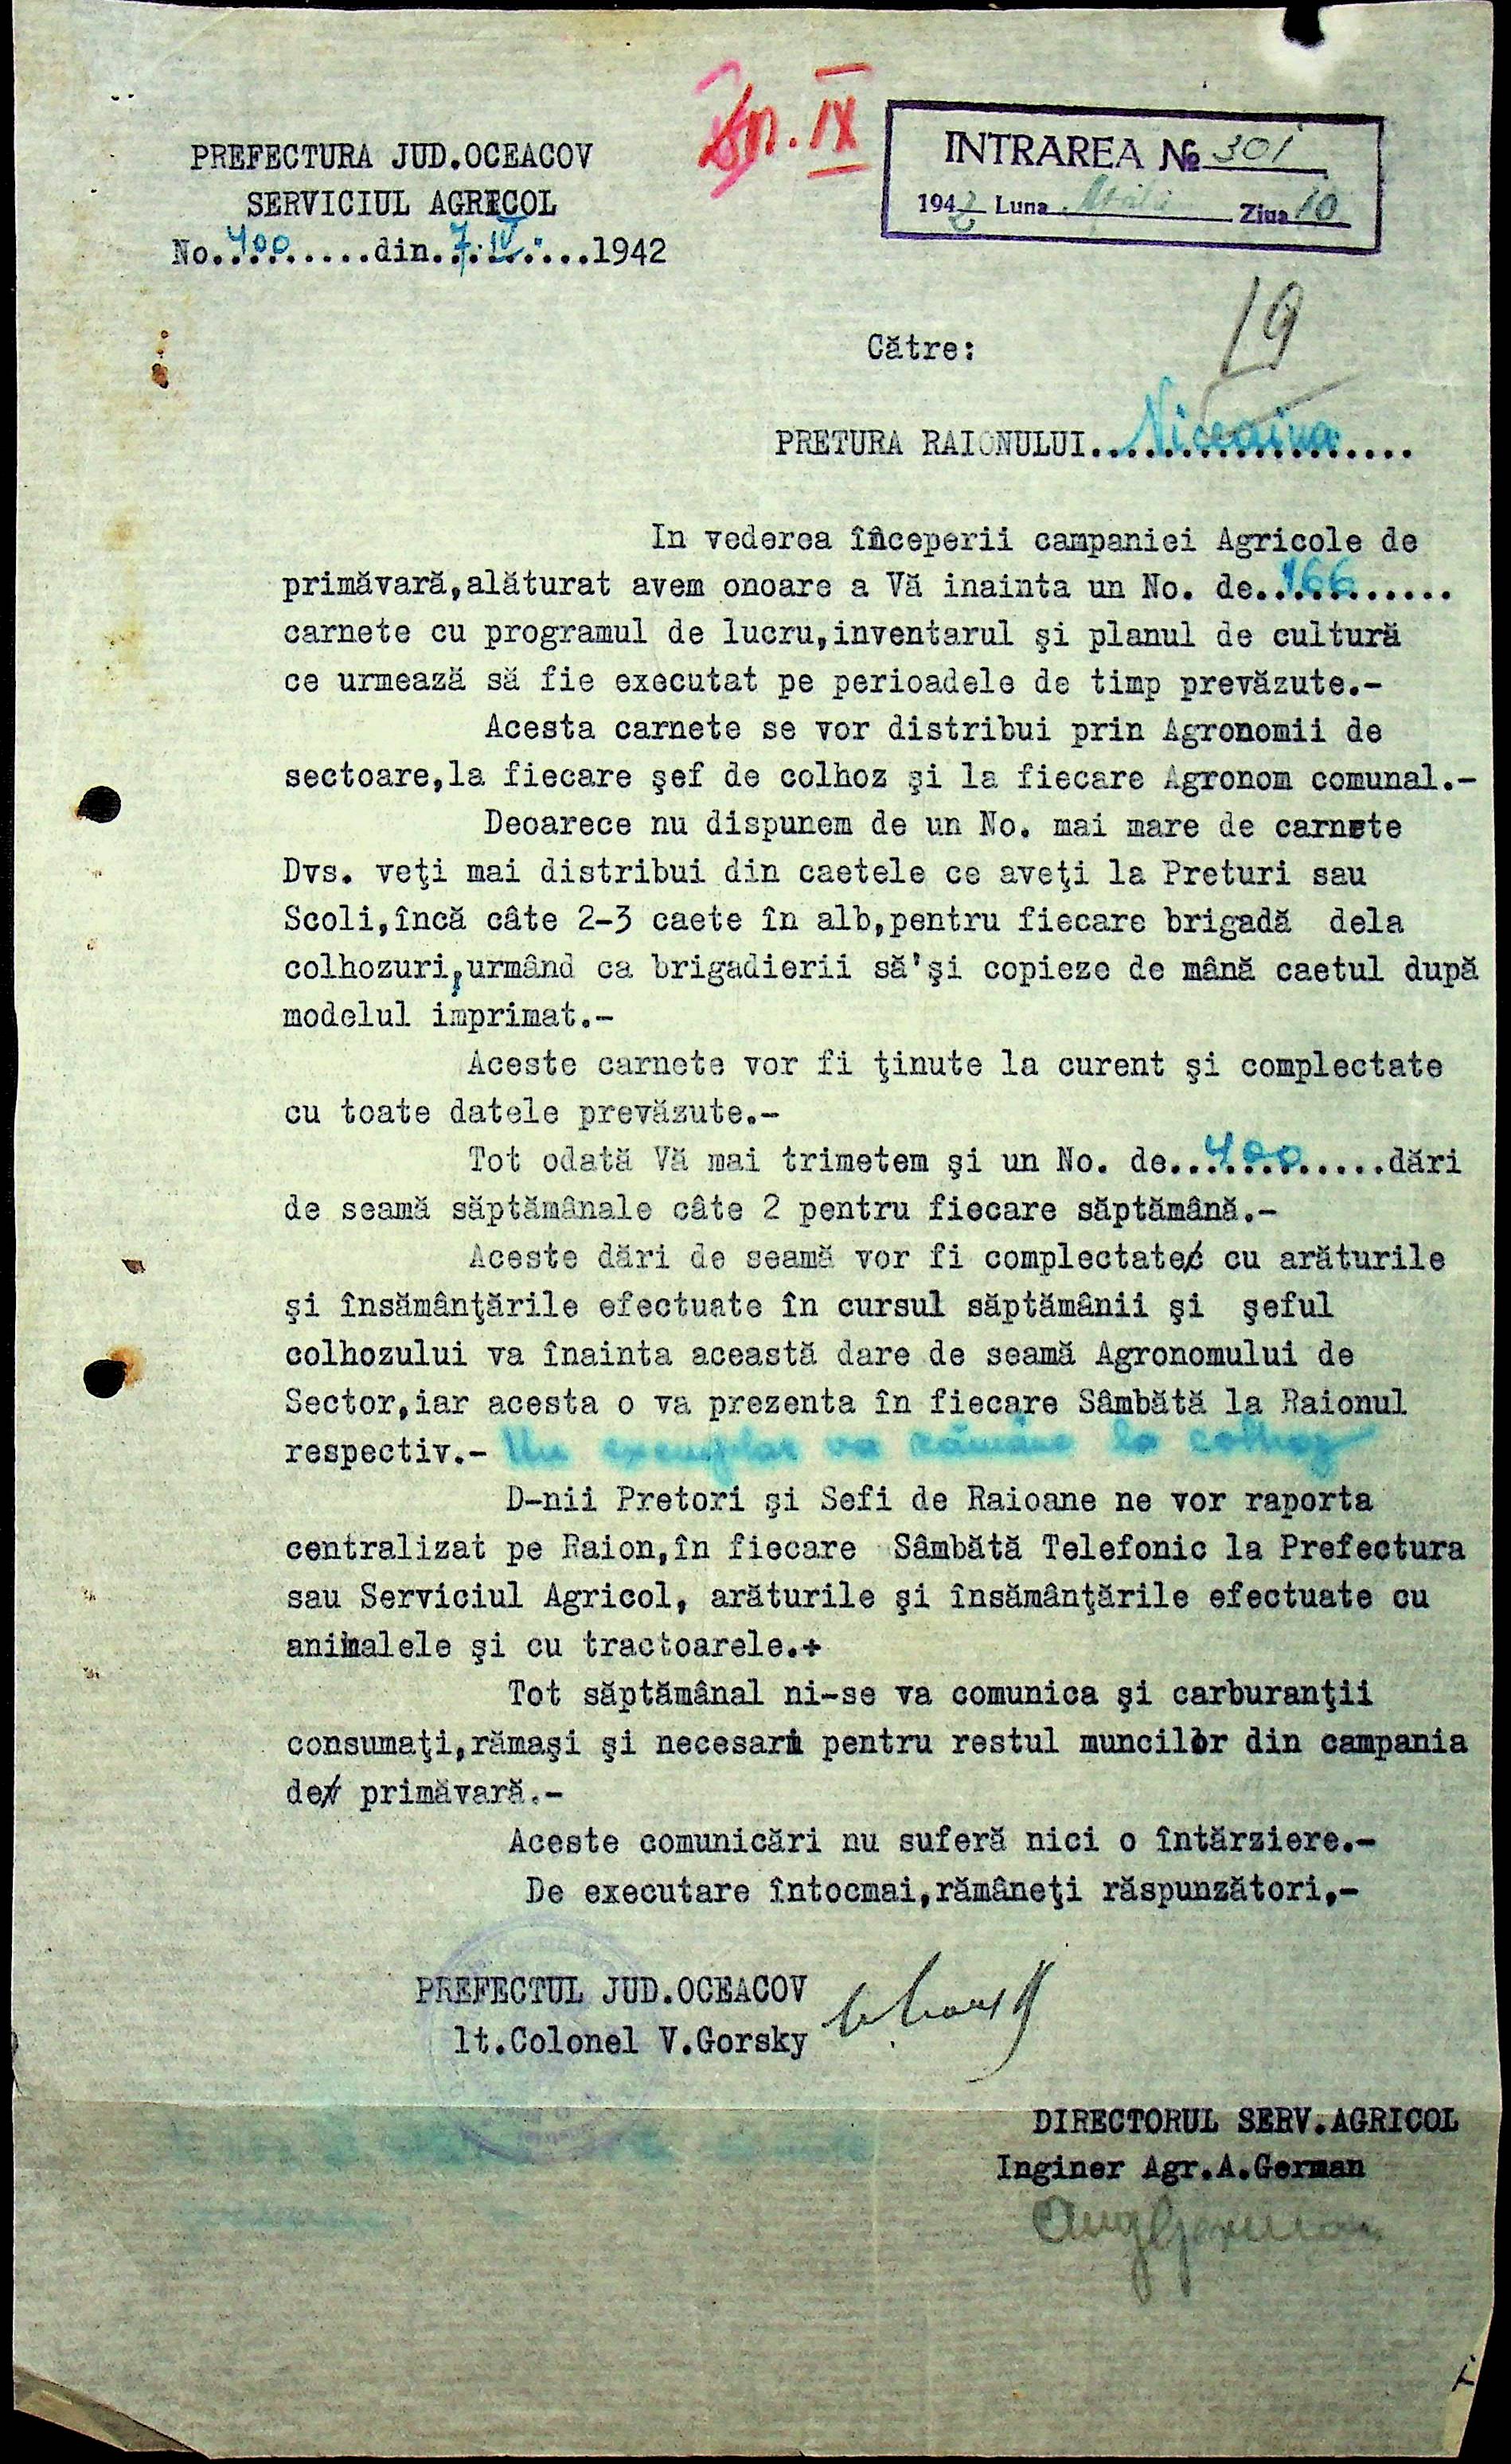 Jn. IX
INTRAREA № 301
1942 Luna Aprilie Ziua 10
PREFECTURA JUD.OCEACOV
SERVICIUL AGRICOL
No.400.........din.7.IV.......1942
19
Către:
PRETURA RAIONULUI..................
In vederea începerii campaniei Agricole de
primăvară,alăturat avem onoare a Vă inainta un No. de..166........
carnete cu programul de lucru,inventarul şi planul de cultură
ce urmează să fie executat pe perioadele de timp prevăzute.-
Acesta carnete se vor distribui prin Agronomii de
sectoare,la fiecare şef de colhoz şi la fiecare Agronom comunal.-
Deoarece nu dispunem de un No. mai mare de carnete
Dvs. veţi mai distribui din caetele ce aveţi la Preturi sau
Scoli,încă câte 2-3 caete în alb,pentru fiecare brigadă dela
colhozuri,urmând ca brigadierii să'şi copieze de mână caetul după
modelul imprimat.-
Aceste carnete vor fi ţinute la curent şi complectate
cu toate datele prevăzute.-
Tot odată Vă mai trimetem şi un No. de..400......dări
de seamă săptămânale câte 2 pentru fiecare săptămână.-
Aceste dări de seamă vor fi complectate cu arăturile
şi însămânţările efectuate în cursul săptămânii şi şeful
colhozului va înainta această dare de seamă Agronomului de
Sector,iar acesta o va prezenta în fiecare Sâmbătă la Raionul
respectiv.- Un exemplar va rămâne la colhoz
D-nii Pretori şi Sefi de Raioane ne vor raporta
centralizat pe Raion,în fiecare Sâmbătă Telefonic la Prefectura
sau Serviciul Agricol, arăturile şi însămânţările efectuate cu
animalele şi cu tractoarele.+
Tot săptămânal ni-se va comunica şi carburanţii
consumaţi,rămaşi şi necesari pentru restul muncilor din campania
de primăvară.-
Aceste comunicări nu suferă nici o întârziere.-
De executare întocmai,rămâneţi răspunzători,-
PREFECTUL JUD.OCEACOV
lt.Colonel V.Gorsky
DIRECTORUL SERV.AGRICOL
Inginer Agr.A.German
Aug German